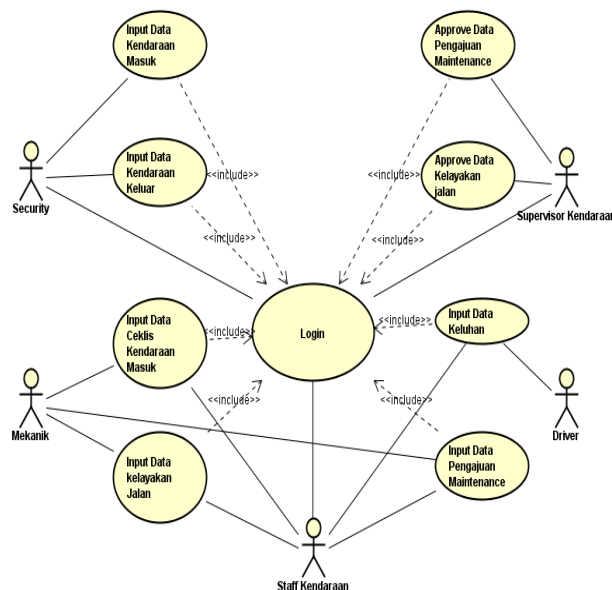 Input Data
Kendaraan
Masuk
Approve Data
Pengajuan
Maintenance
Input Data
Kendaraan
Keluar
<<include>>
<<include>>
Approve Data
Kelayakan
jalan
Security
Supervisor Kendaraan
<<include>>
<<include>>
Input Data
Ceklis
Kendaraan
Masuk
<<include>>
Login
<<include>>
Input Data
Keluhan
Mekanik
<<include>>
<<include>>
Driver
Input Data
kelayakan
Jalan
Input Data
Pengajuan
Maintenance
Staff Kendaraan